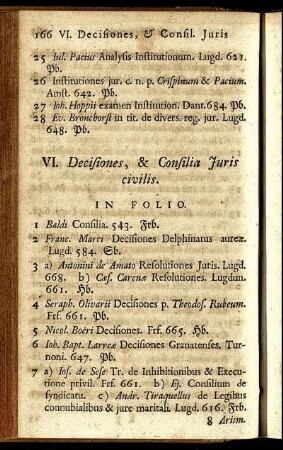 166 VI. Decisiones, & Consil. Juris
25 Iul. Pacius Analysis Institutionum. Lugd. 621.
Pb.
26 Institutiones jur. c. n. p. Crispinum & Pacium.
Amst. 642. Pb.
27 Joh. Hoppii examen Institution. Dant. 684. Pb.
28 Ev. Bronchorst in tit. de divers. reg. jur. Lugd.
648. Pb.
VI. Decisiones, & Consilia Juris
civilis.
IN FOLIO.
1 Baldi Consilia. 543. Frb.
2 Franc. Marci Decisiones Delphinatus aureæ.
Lugd. 584. Sb.
3 a) Antonini de Amato Resolutiones Juris. Lugd.
668. b) Cæs. Carenæ Resolutiones. Lugdun.
661. Hb.
4 Seraph. Olivarii Decisiones p. Theodos. Rubeum.
Frf. 661. Pb.
5 Nicol. Boëri Decisiones. Frf. 665. Hb.
6 Ioh. Bapt. Larreæ Decisiones Granatenses. Tur-
noni. 647. Pb.
7 a) Ios. de Sese Tr. de Inhibitionibus & Execu-
tione privil. Frf. 661. b) Ej. Consilium de
syndicatu. c) Andr. Tiraquellus de Legibus
connubialibus & jure maritali. Lugd. 616. Frb.
8 Arism.